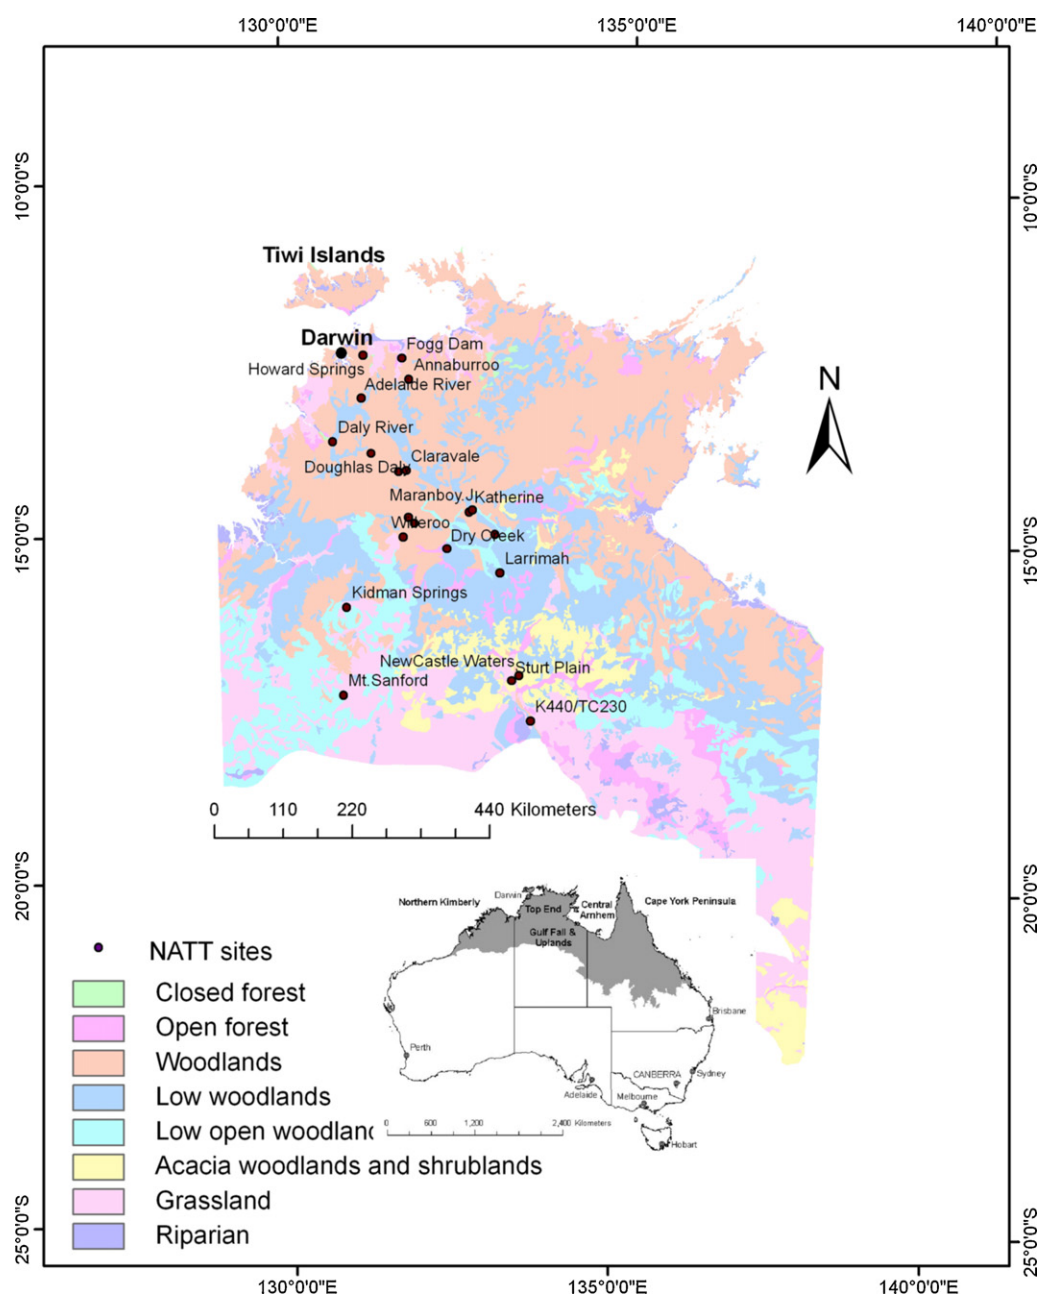 130°0'0"E 135°0'0"E 140°0'0"E
10°0'0"S
10°0'0"S
Tiwi Islands
Darwin
Fogg Dam
Howard Springs
Annaburroo
Adelaide River
N
Daly River
Claravale
Doughlas Daly
Maranboy.J
Katherine
Willeroo
Dry Creek
15°0'0"S
15°0'0"S
Larrimah
Kidman Springs
NewCastle Waters
Sturt Plain
Mt.Sanford
K440/TC230
0 110 220 440 Kilometers
20°0'0"S
20°0'0"S
Northern Kimberly
Darwin
Top End
Central
Arnhem
Cape York Peninsula
Gulf Fall &
Uplands
Brisbane
Perth
CANBERRA
Sydney
Adelaide
Melbourne
0 600 1,200 2,400 Kilometers
Hobart
NATT sites
Closed forest
Open forest
Woodlands
Low woodlands
Low open woodland
Acacia woodlands and shrublands
Grassland
Riparian
25°0'0"S
25°0'0"S
130°0'0"E 135°0'0"E 140°0'0"E